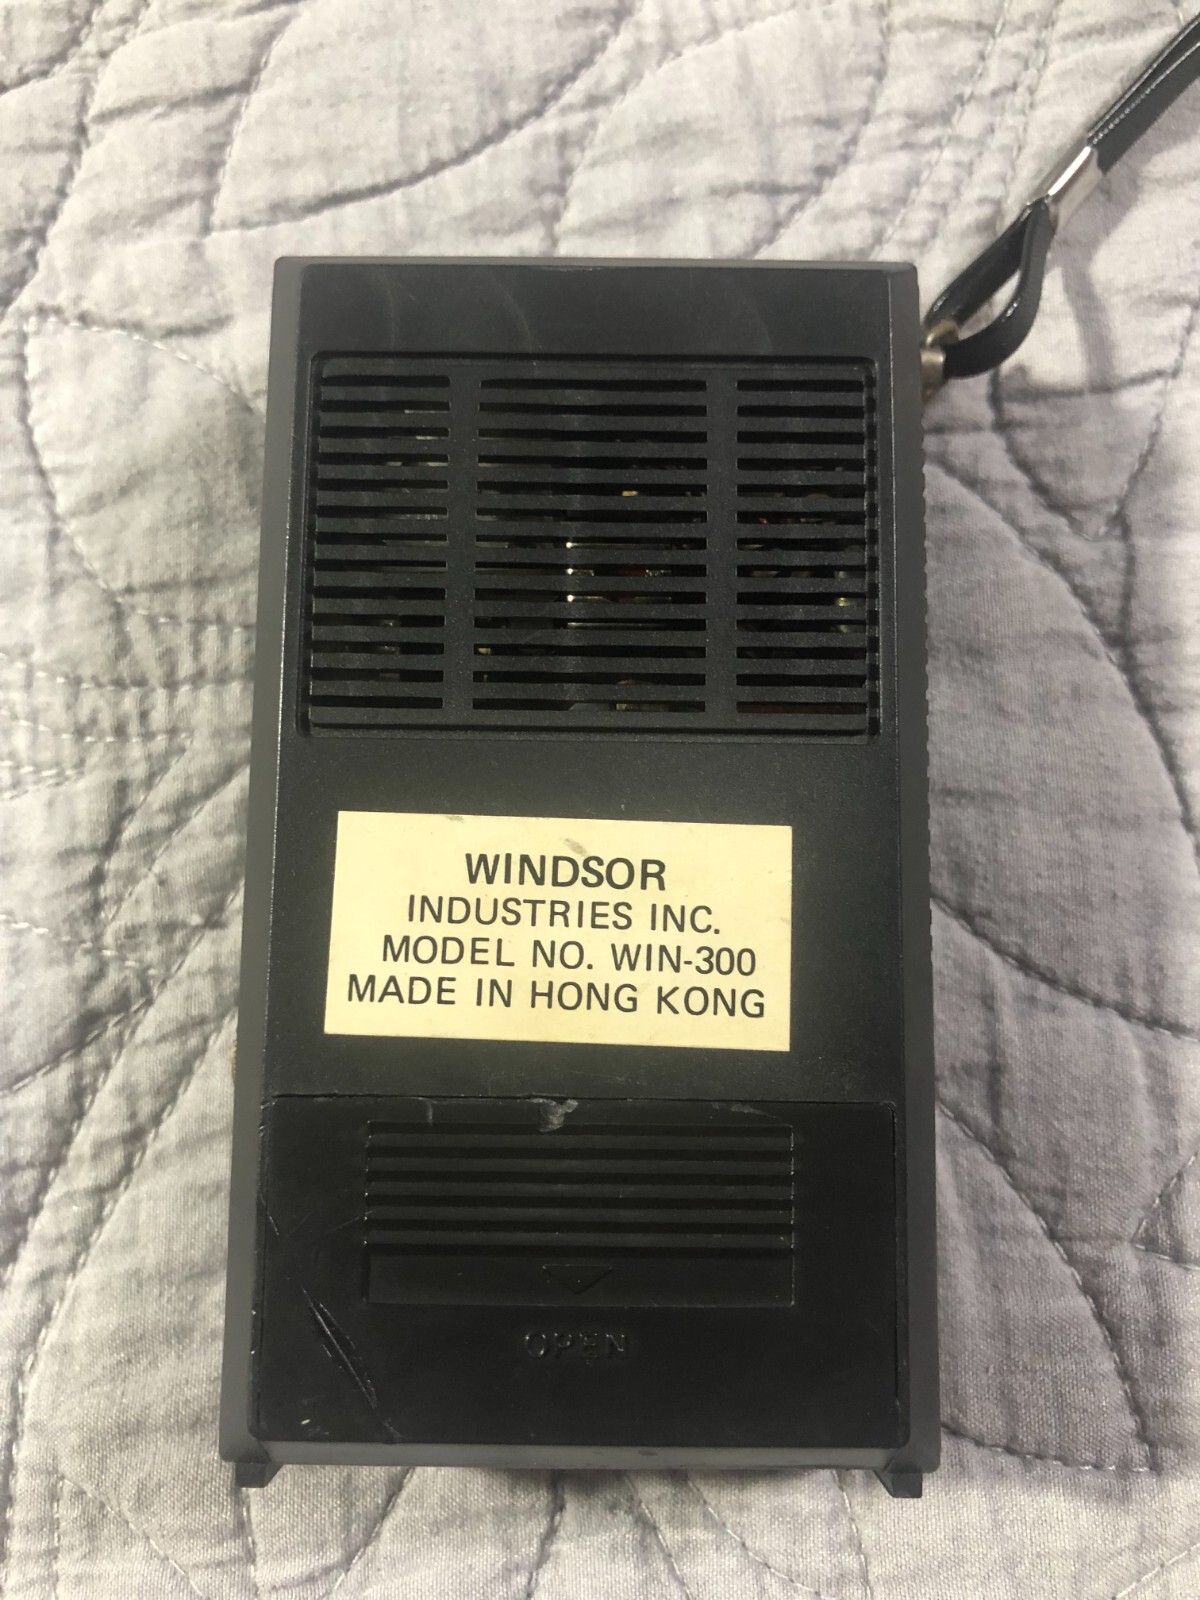 WINDSOR
INDUSTRIES INC.
MODEL NO. WIN-300
MADE IN HONG KONG
OPEN